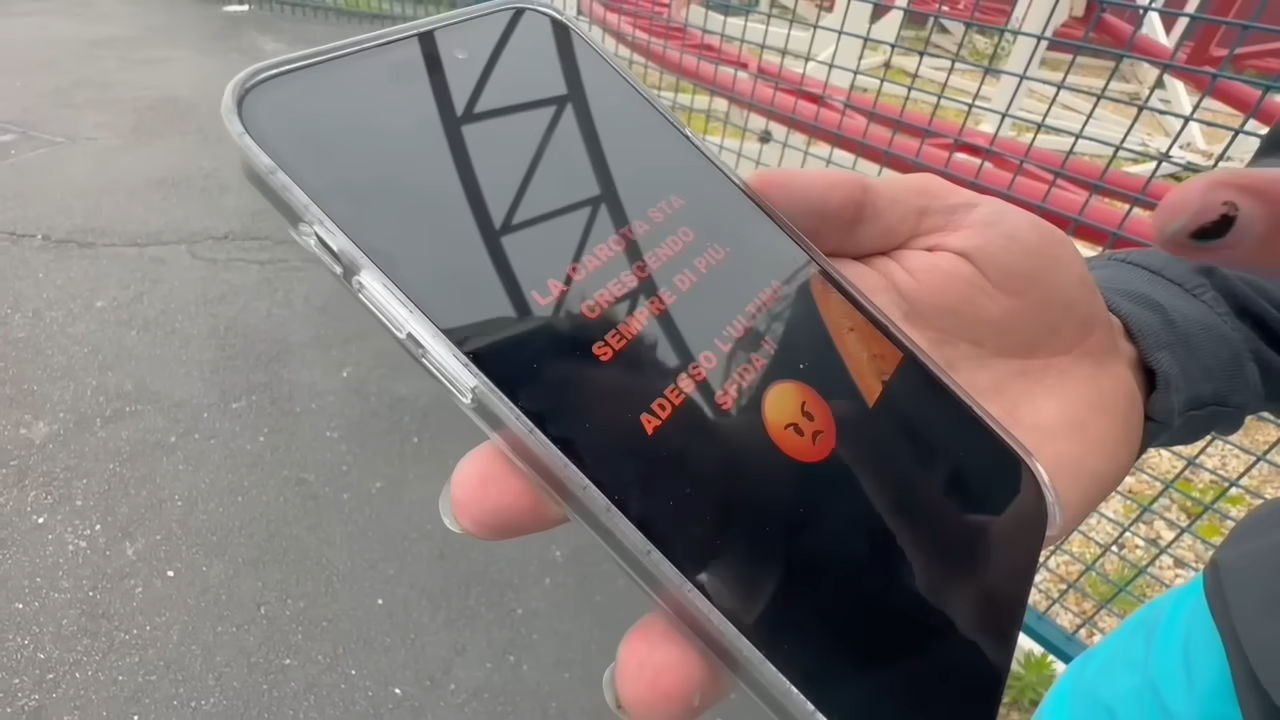 LA CAROTA STA
CRESCENDO
SEMPRE DI PIÙ.
ADESSO L'ULTIMA
SFIDA !!